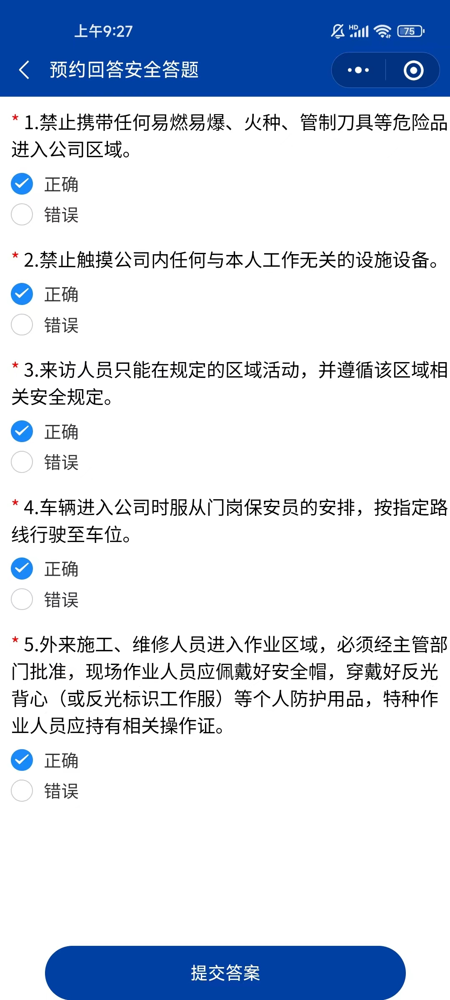 上午9:27
HD
75
预约回答安全答题
* 1.禁止携带任何易燃易爆、火种、管制刀具等危险品
进入公司区域。
正确
错误
* 2.禁止触摸公司内任何与本人工作无关的设施设备。
正确
错误
* 3.来访人员只能在规定的区域活动，并遵循该区域相
关安全规定。
正确
错误
* 4.车辆进入公司时服从门岗保安员的安排，按指定路
线行驶至车位。
正确
错误
* 5.外来施工、维修人员进入作业区域，必须经主管部
门批准，现场作业人员应佩戴好安全帽，穿戴好反光
背心（或反光标识工作服）等个人防护用品，特种作
业人员应持有相关操作证。
正确
错误
提交答案